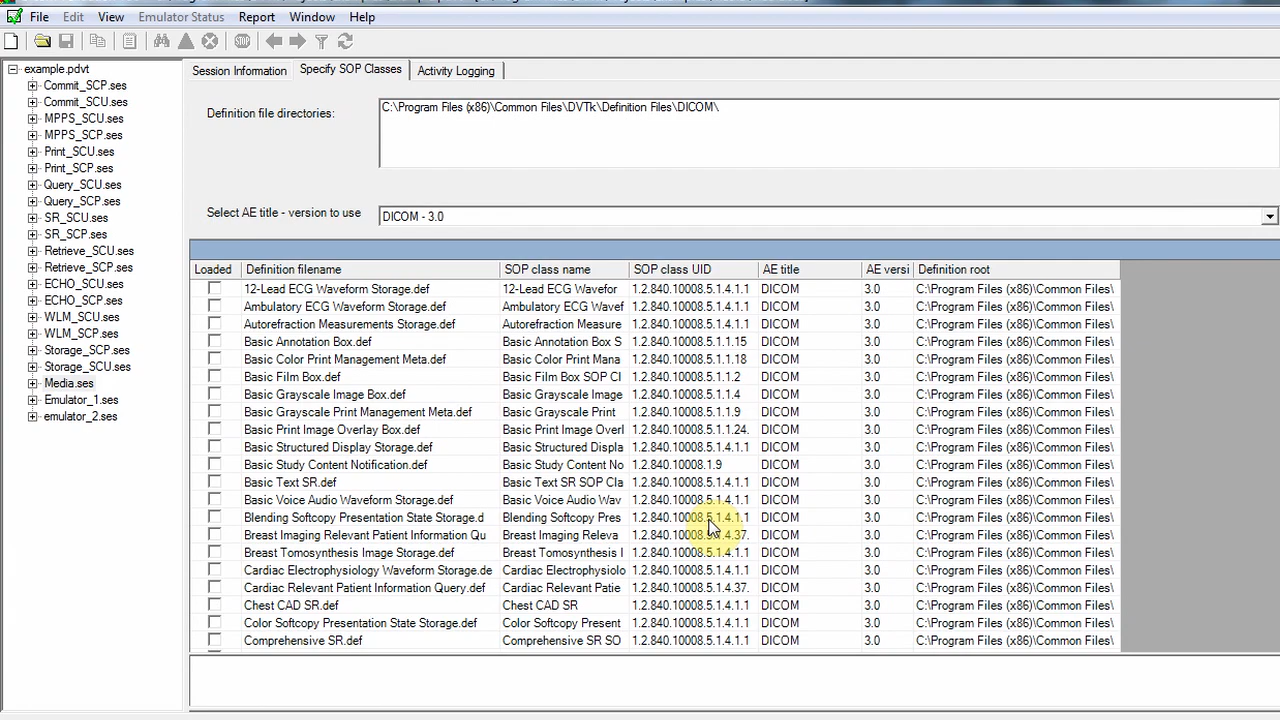 File Edit View Emulator Status Report Window Help
Session Information Specify SOP Classes Activity Logging
example.pdvt
Commit_SCP.ses
Commit_SCU.ses
MPPS_SCU.ses
MPPS_SCP.ses
Print_SCU.ses
Print_SCP.ses
Query_SCU.ses
Query_SCP.ses
SR_SCU.ses
SR_SCP.ses
Retrieve_SCU.ses
Retrieve_SCP.ses
ECHO_SCU.ses
ECHO_SCP.ses
WLM_SCU.ses
WLM_SCP.ses
Storage_SCP.ses
Storage_SCU.ses
Media.ses
Emulator_1.ses
emulator_2.ses
Definition file directories: C:\Program Files (x86)\Common Files\DVTk\Definition Files\DICOM\
Select AE title - version to use DICOM - 3.0
Loaded Definition filename SOP class name SOP class UID AE title AE versi Definition root
12-Lead ECG Waveform Storage.def 12-Lead ECG Wavefor 1.2.840.10008.5.1.4.1.1 DICOM 3.0 C:\Program Files (x86)\Common Files\
Ambulatory ECG Waveform Storage.def Ambulatory ECG Wavef 1.2.840.10008.5.1.4.1.1 DICOM 3.0 C:\Program Files (x86)\Common Files\
Autorefraction Measurements Storage.def Autorefraction Measure 1.2.840.10008.5.1.4.1.1 DICOM 3.0 C:\Program Files (x86)\Common Files\
Basic Annotation Box.def Basic Annotation Box S 1.2.840.10008.5.1.1.15 DICOM 3.0 C:\Program Files (x86)\Common Files\
Basic Color Print Management Meta.def Basic Color Print Mana 1.2.840.10008.5.1.1.18 DICOM 3.0 C:\Program Files (x86)\Common Files\
Basic Film Box.def Basic Film Box SOP Cl 1.2.840.10008.5.1.1.2 DICOM 3.0 C:\Program Files (x86)\Common Files\
Basic Grayscale Image Box.def Basic Grayscale Image 1.2.840.10008.5.1.1.4 DICOM 3.0 C:\Program Files (x86)\Common Files\
Basic Grayscale Print Management Meta.def Basic Grayscale Print 1.2.840.10008.5.1.1.9 DICOM 3.0 C:\Program Files (x86)\Common Files\
Basic Print Image Overlay Box.def Basic Print Image Overl 1.2.840.10008.5.1.1.24. DICOM 3.0 C:\Program Files (x86)\Common Files\
Basic Structured Display Storage.def Basic Structured Displa 1.2.840.10008.5.1.4.1.1 DICOM 3.0 C:\Program Files (x86)\Common Files\
Basic Study Content Notification.def Basic Study Content No 1.2.840.10008.1.9 DICOM 3.0 C:\Program Files (x86)\Common Files\
Basic Text SR.def Basic Text SR SOP Cla 1.2.840.10008.5.1.4.1.1 DICOM 3.0 C:\Program Files (x86)\Common Files\
Basic Voice Audio Waveform Storage.def Basic Voice Audio Wav 1.2.840.10008.5.1.4.1.1 DICOM 3.0 C:\Program Files (x86)\Common Files\
Blending Softcopy Presentation State Storage.d Blending Softcopy Pres 1.2.840.10008.5.1.4.1.1 DICOM 3.0 C:\Program Files (x86)\Common Files\
Breast Imaging Relevant Patient Information Qu Breast Imaging Releva DICOM 3.0 C:\Program Files (x86)\Common Files\
Breast Tomosynthesis Image Storage.def Breast Tomosynthesis I 1.2.840.10008.5.1.4.1.1 DICOM 3.0 C:\Program Files (x86)\Common Files\
Cardiac Electrophysiology Waveform Storage.de Cardiac Electrophysiolo 1.2.840.10008.5.1.4.1.1 DICOM 3.0 C:\Program Files (x86)\Common Files\
Cardiac Relevant Patient Information Query.def Cardiac Relevant Patie 1.2.840.10008.5.1.4.37. DICOM 3.0 C:\Program Files (x86)\Common Files\
Chest CAD SR.def Chest CAD SR 1.2.840.10008.5.1.4.1.1 DICOM 3.0 C:\Program Files (x86)\Common Files\
Color Softcopy Presentation State Storage.def Color Softcopy Present 1.2.840.10008.5.1.4.1.1 DICOM 3.0 C:\Program Files (x86)\Common Files\
Comprehensive SR.def Comprehensive SR SO 1.2.840.10008.5.1.4.1.1 DICOM 3.0 C:\Program Files (x86)\Common Files\